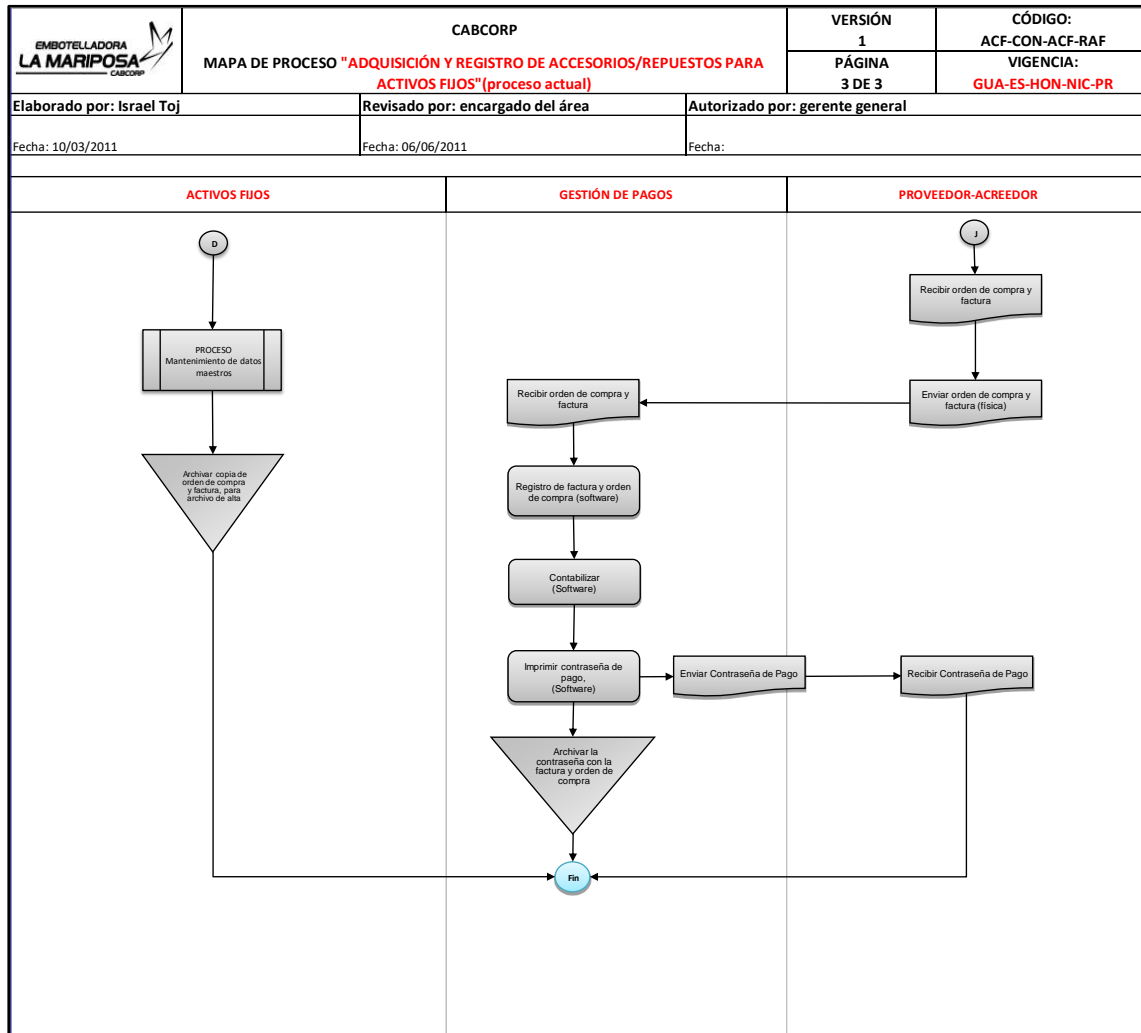 EMBOTELLADORA
LA MARIPOSA
CABCORP
CABCORP
MAPA DE PROCESO "ADQUISICIÓN Y REGISTRO DE ACCESORIOS/REPUESTOS PARA
ACTIVOS FIJOS"(proceso actual)
VERSIÓN
1
CÓDIGO:
ACF-CON-ACF-RAF
PÁGINA
3 DE 3
VIGENCIA:
GUA-ES-HON-NIC-PR
Elaborado por: Israel Toj
Revisado por: encargado del área
Autorizado por: gerente general
Fecha: 10/03/2011
Fecha: 06/06/2011
Fecha:
ACTIVOS FIJOS
GESTIÓN DE PAGOS
PROVEEDOR-ACREEDOR
D
PROCESO
Mantenimiento de datos
maestros
Archivar copia de
orden de compra
y factura, para
archivo de alta
J
Recibir orden de compra y
factura
Enviar orden de compra y
factura (física)
Recibir orden de compra y
factura
Registro de factura y orden
de compra (software)
Contabilizar
(Software)
Imprimir contraseña de
pago,
(Software)
Enviar Contraseña de Pago
Recibir Contraseña de Pago
Archivar la
contraseña con la
factura y orden de
compra
Fin